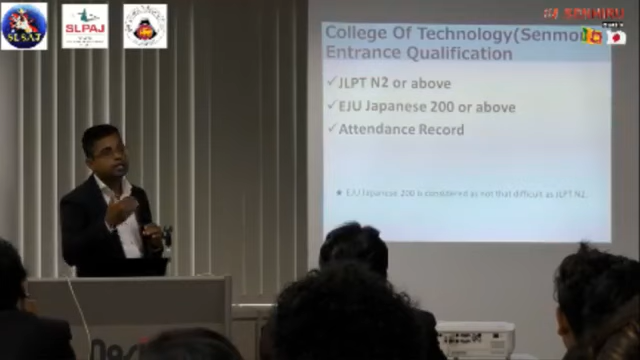 SLSAJ
SLPAJ
College Of Technology(Senmo
Entrance Qualification
✓JLPT N2 or above
✓EJU Japanese 200 or above
✓Attendance Record
★ EJU Japanese 200 is considered as not that difficult as JLPT N2.